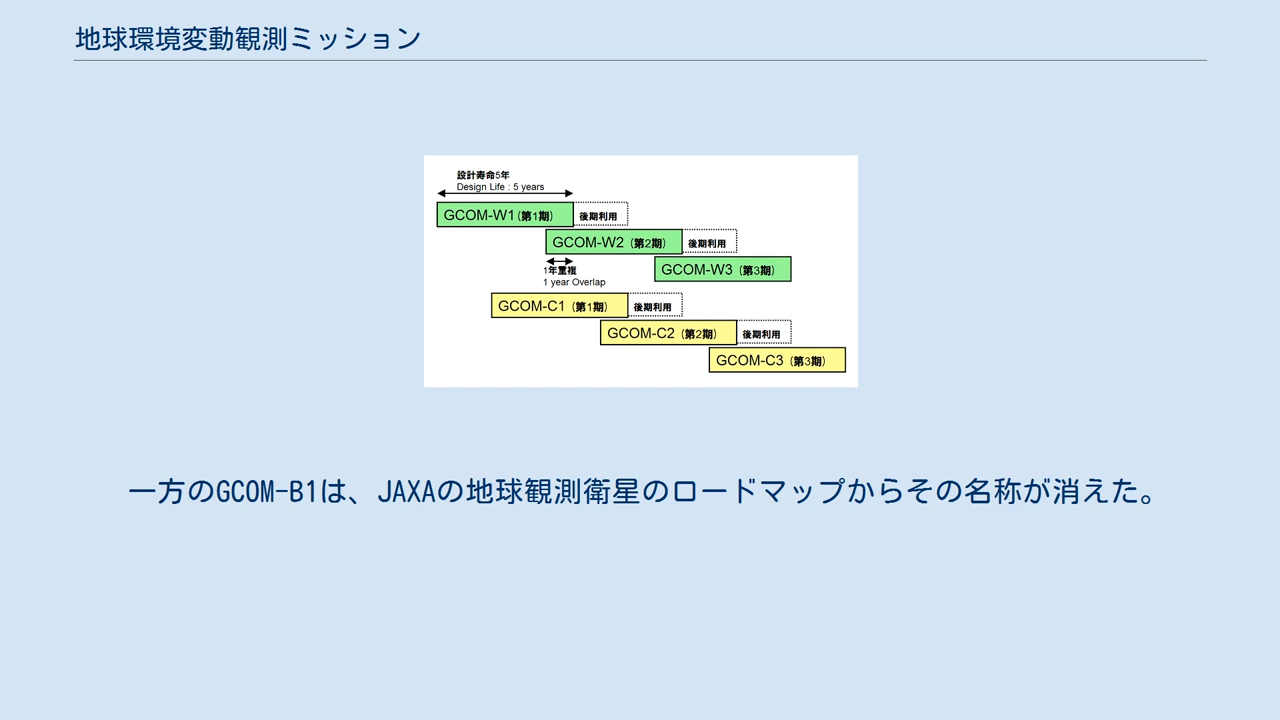 地球環境変動観測ミッション
設計寿命5年
Design Life : 5 years
GCOM-W1（第1期） 後期利用
GCOM-W2（第2期） 後期利用
GCOM-W3（第3期）
1年重複
1 year Overlap
GCOM-C1（第1期） 後期利用
GCOM-C2（第2期） 後期利用
GCOM-C3（第3期）
一方のGCOM-B1は、JAXAの地球観測衛星のロードマップからその名称が消えた。